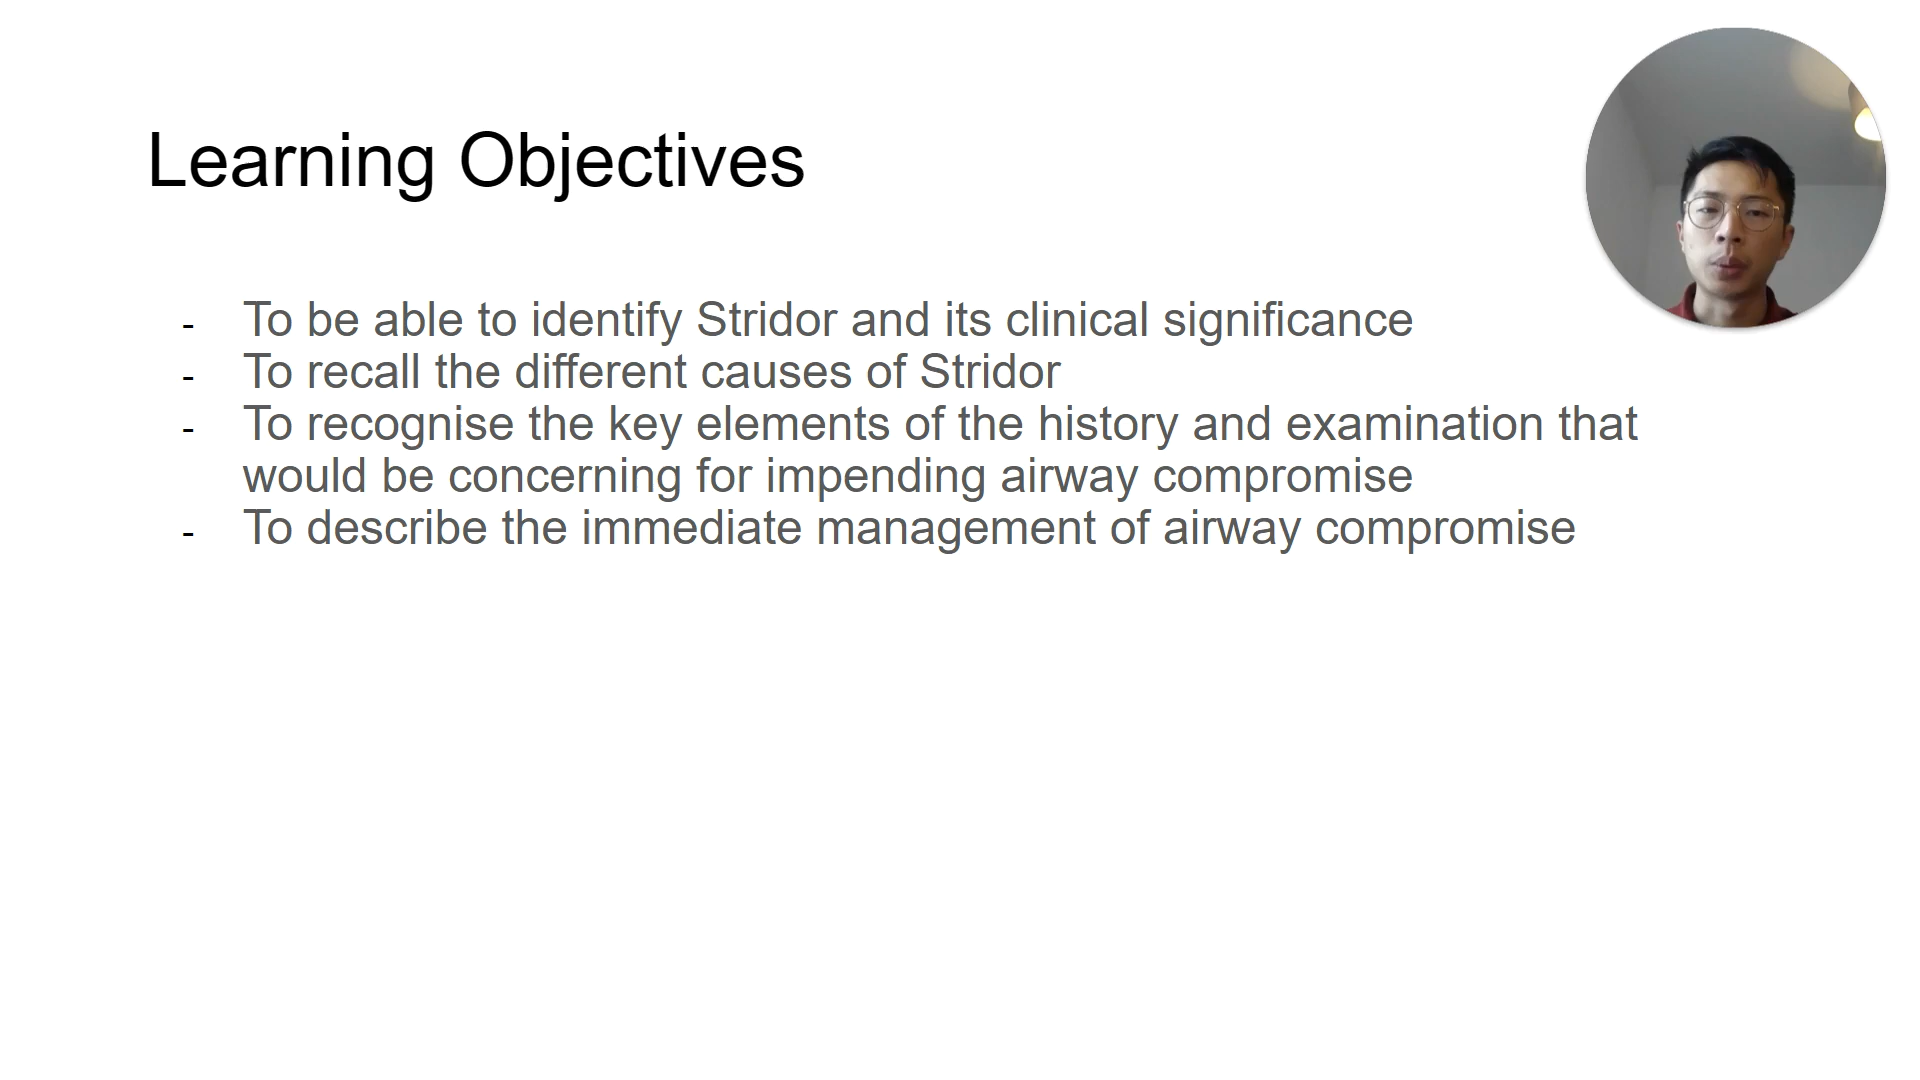 Learning Objectives
- To be able to identify Stridor and its clinical significance
- To recall the different causes of Stridor
- To recognise the key elements of the history and examination that
would be concerning for impending airway compromise
- To describe the immediate management of airway compromise